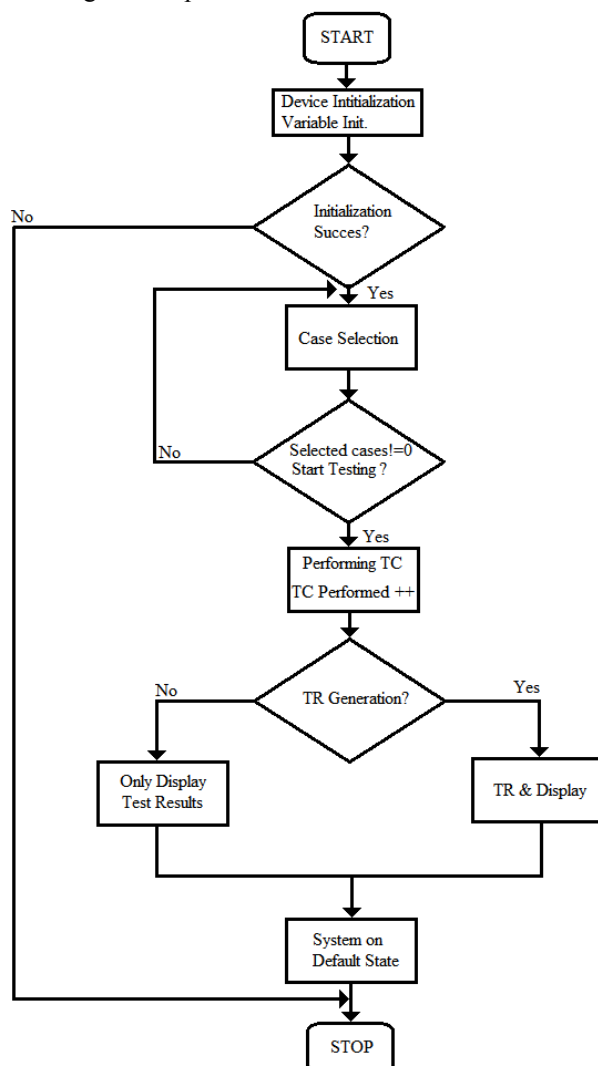 START
Device Intitialization
Variable Init.
No
Initialization
Succes?
Yes
Case Selection
No
Selected cases!=0
Start Testing ?
Yes
Performing TC
TC Performed ++
No
TR Generation?
Yes
Only Display
Test Results
TR & Display
System on
Default State
STOP